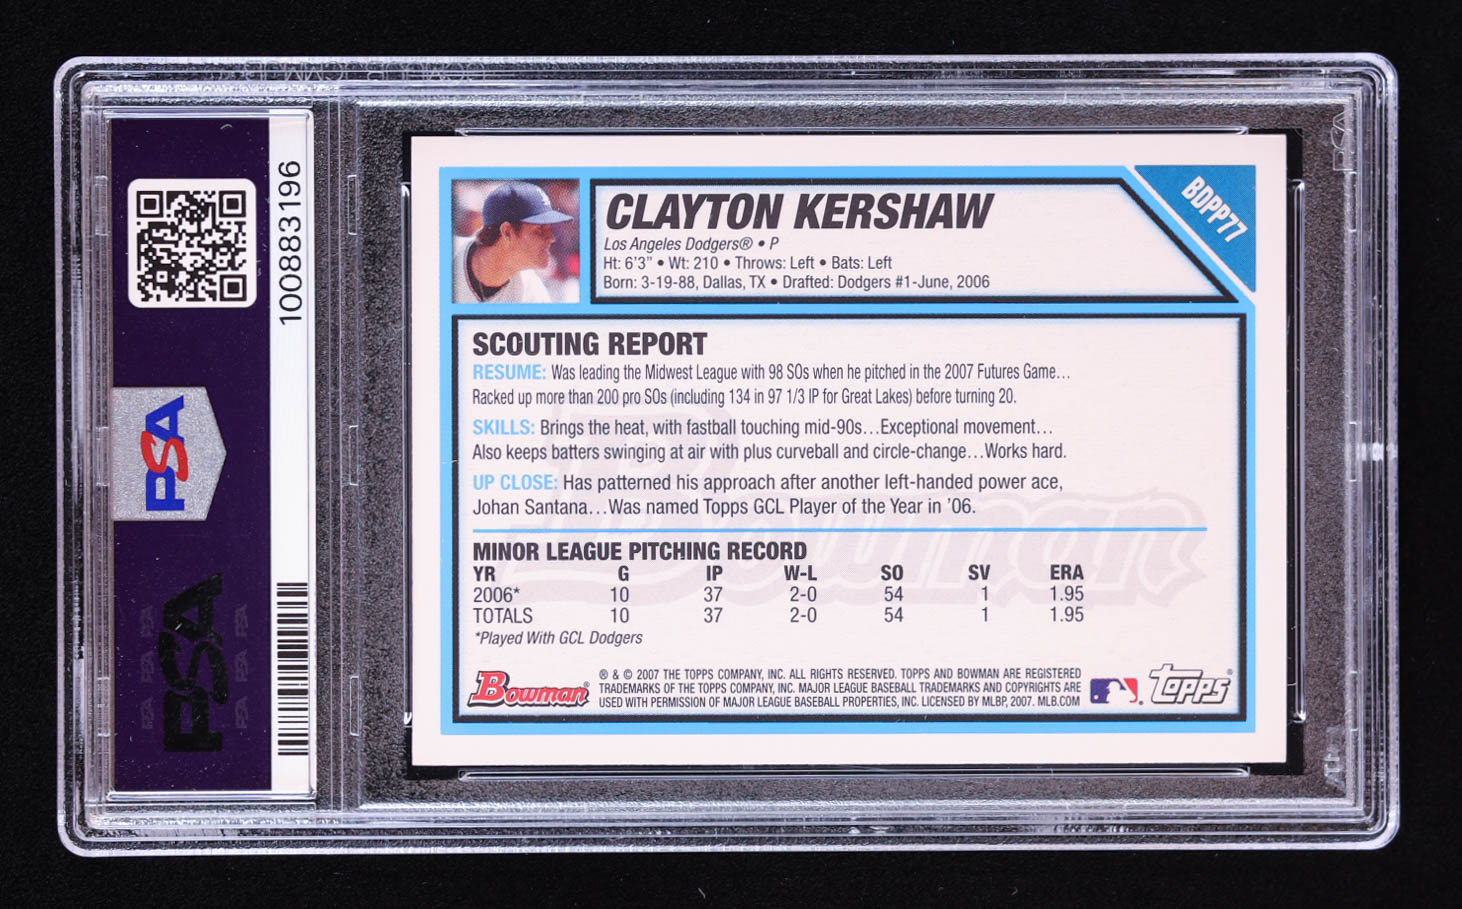 100883196
PSA
PSA
BDPP77
CLAYTON KERSHAW
Los Angeles Dodgers® • P
Ht: 6'3" • Wt: 210 • Throws: Left • Bats: Left
Born: 3-19-88, Dallas, TX • Drafted: Dodgers #1-June, 2006
SCOUTING REPORT
RESUME: Was leading the Midwest League with 98 SOs when he pitched in the 2007 Futures Game…
Racked up more than 200 pro SOs (including 134 in 97 1/3 IP for Great Lakes) before turning 20.
SKILLS: Brings the heat, with fastball touching mid-90s…Exceptional movement…
Also keeps batters swinging at air with plus curveball and circle-change…Works hard.
UP CLOSE: Has patterned his approach after another left-handed power ace,
Johan Santana…Was named Topps GCL Player of the Year in '06.
Bowman
MINOR LEAGUE PITCHING RECORD
YR G IP W-L SO SV ERA
2006* 10 37 2-0 54 1 1.95
TOTALS 10 37 2-0 54 1 1.95
*Played With GCL Dodgers
Bowman
® & © 2007 THE TOPPS COMPANY, INC. ALL RIGHTS RESERVED. TOPPS AND BOWMAN ARE REGISTERED
TRADEMARKS OF THE TOPPS COMPANY, INC. MAJOR LEAGUE BASEBALL TRADEMARKS AND COPYRIGHTS ARE
USED WITH PERMISSION OF MAJOR LEAGUE BASEBALL PROPERTIES, INC. LICENSED BY MLBP, 2007. MLB.COM
Topps®